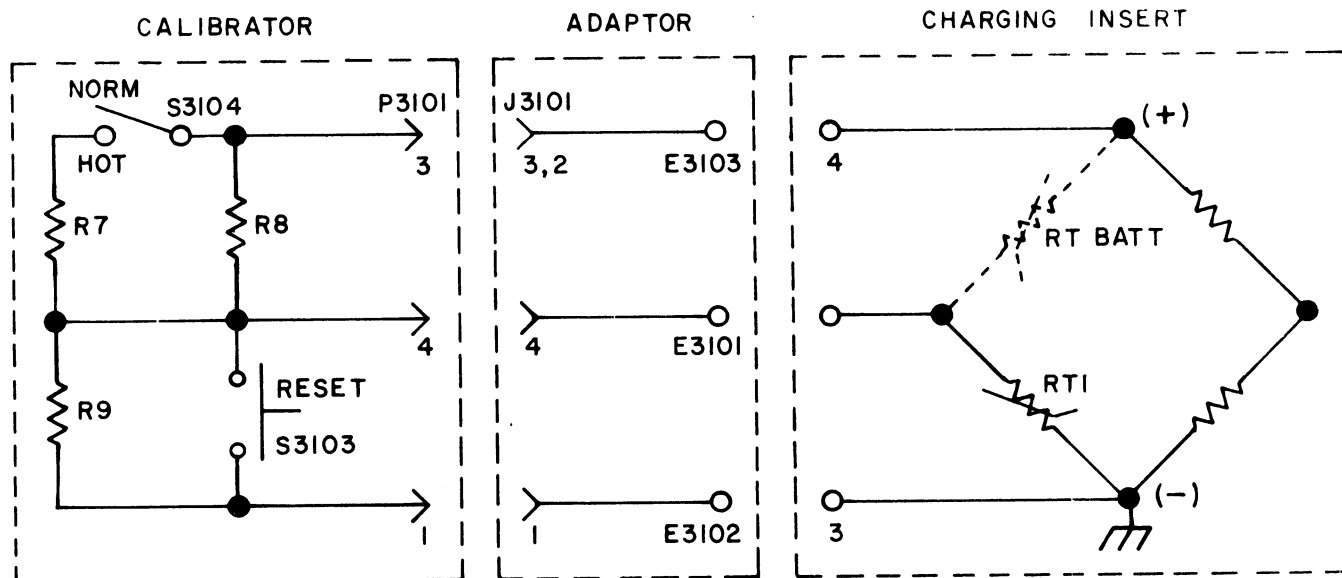 CALIBRATOR
ADAPTOR
CHARGING INSERT
NORM
S3104
P3101
J3101
(+)
HOT
3
3,2
E3103
4
R7
R8
RT BATT
4
4
E3101
R9
RESET
RT1
S3103
1
1
E3102
3
(-)